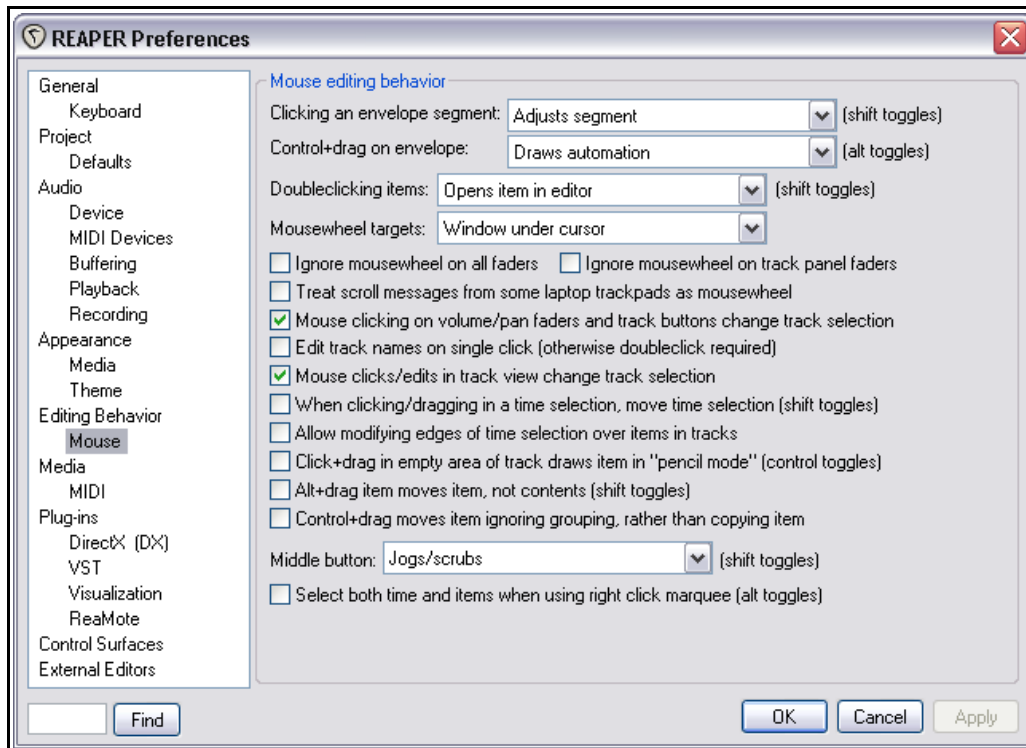 REAPER Preferences
General
Keyboard
Project
Defaults
Audio
Device
MIDI Devices
Buffering
Playback
Recording
Appearance
Media
Theme
Editing Behavior
Mouse
Media
MIDI
Plug-ins
DirectX (DX)
VST
Visualization
ReaMote
Control Surfaces
External Editors
Find
Mouse editing behavior
Clicking an envelope segment: Adjusts segment (shift toggles)
Control+drag on envelope: Draws automation (alt toggles)
Doubleclicking items: Opens item in editor (shift toggles)
Mousewheel targets: Window under cursor
Ignore mousewheel on all faders Ignore mousewheel on track panel faders
Treat scroll messages from some laptop trackpads as mousewheel
Mouse clicking on volume/pan faders and track buttons change track selection
Edit track names on single click (otherwise doubleclick required)
Mouse clicks/edits in track view change track selection
When clicking/dragging in a time selection, move time selection (shift toggles)
Allow modifying edges of time selection over items in tracks
Click+drag in empty area of track draws item in "pencil mode" (control toggles)
Alt+drag item moves item, not contents (shift toggles)
Control+drag moves item ignoring grouping, rather than copying item
Middle button: Jogs/scrubs (shift toggles)
Select both time and items when using right click marquee (alt toggles)
OK Cancel Apply